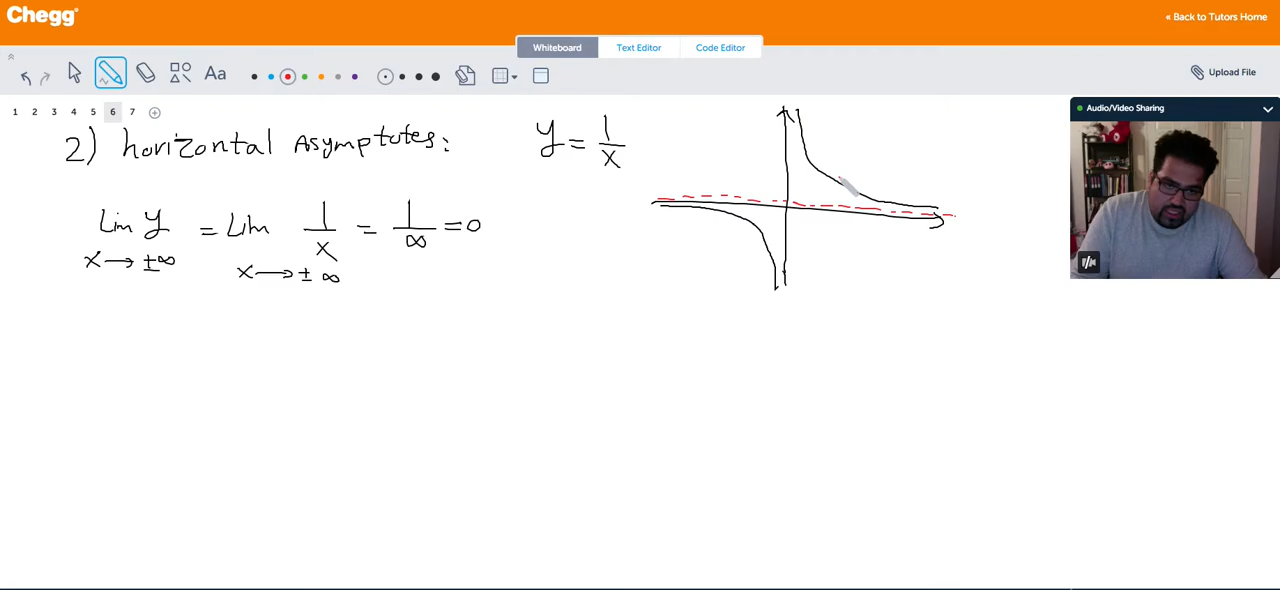 Chegg
« Back to Tutors Home
Whiteboard Text Editor Code Editor
Aa
Upload File
1 2 3 4 5 6 7
Audio/Video Sharing
2) horizontal Asymptotes: y = 1/x
Lim y = Lim 1/x = 1/∞ = 0
x → ±∞ x → ± ∞